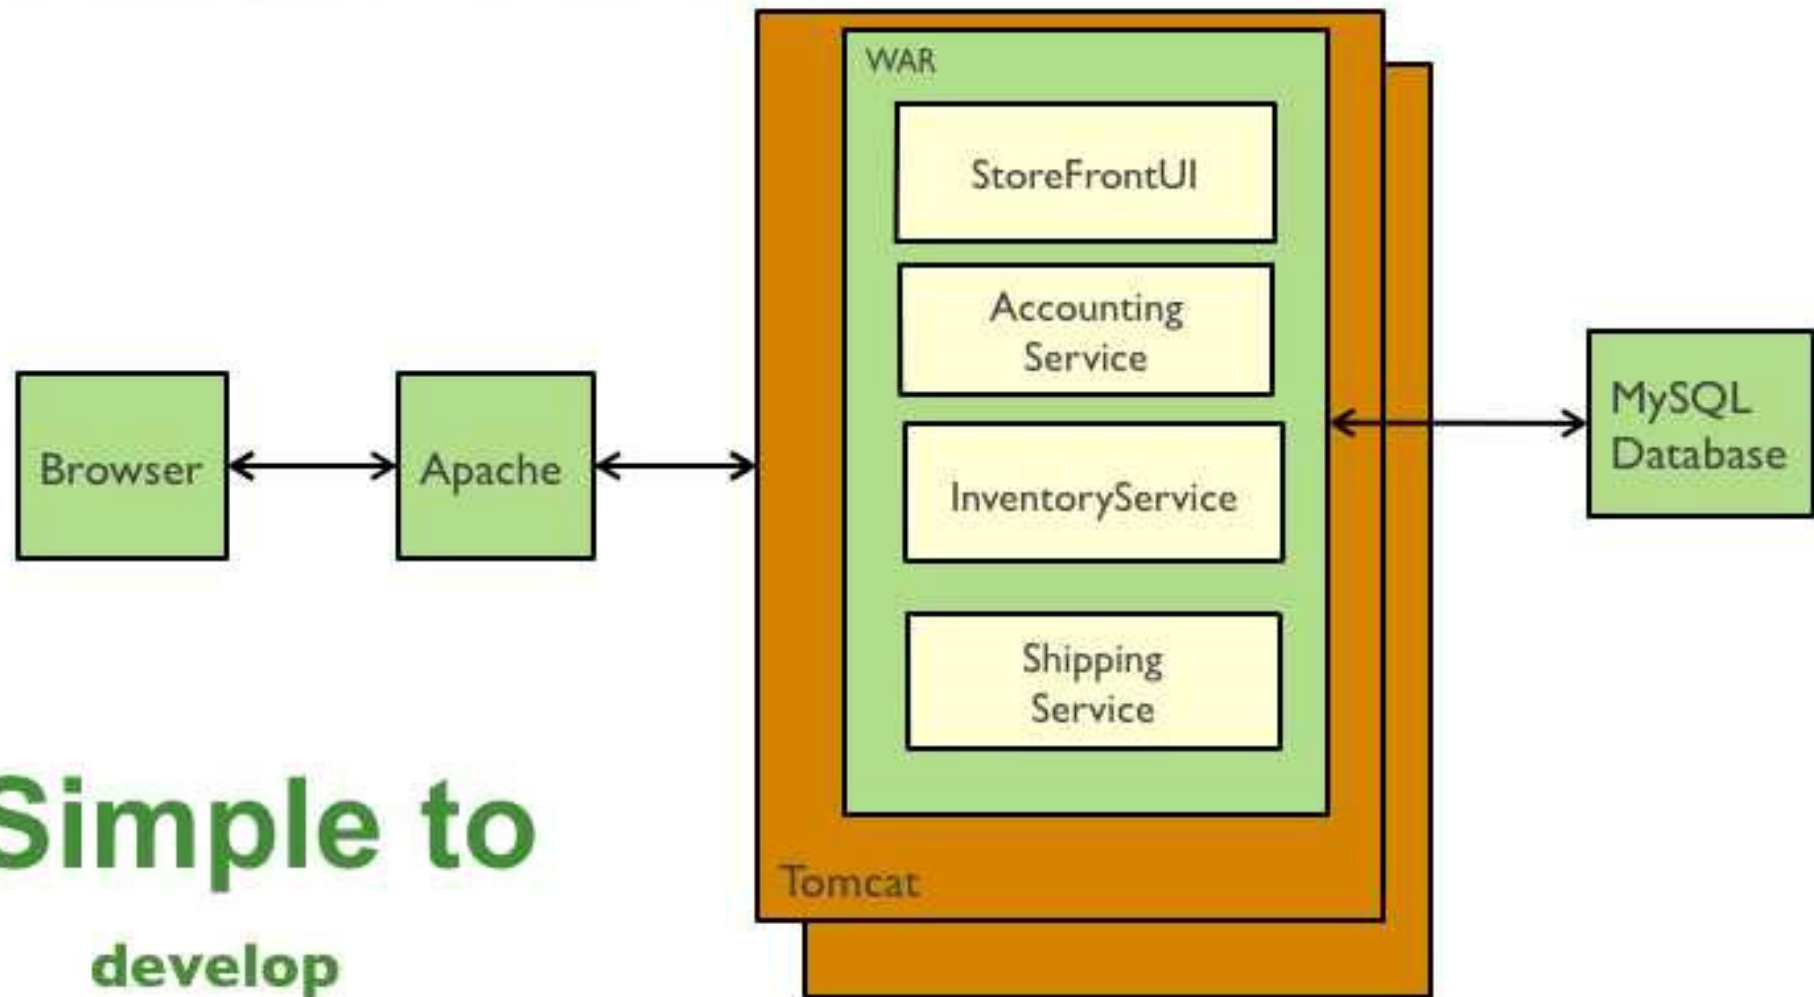 WAR
StoreFrontUI
Accounting
Service
InventoryService
Shipping
Service
Tomcat
Browser
Apache
MySQL
Database
Simple to
develop